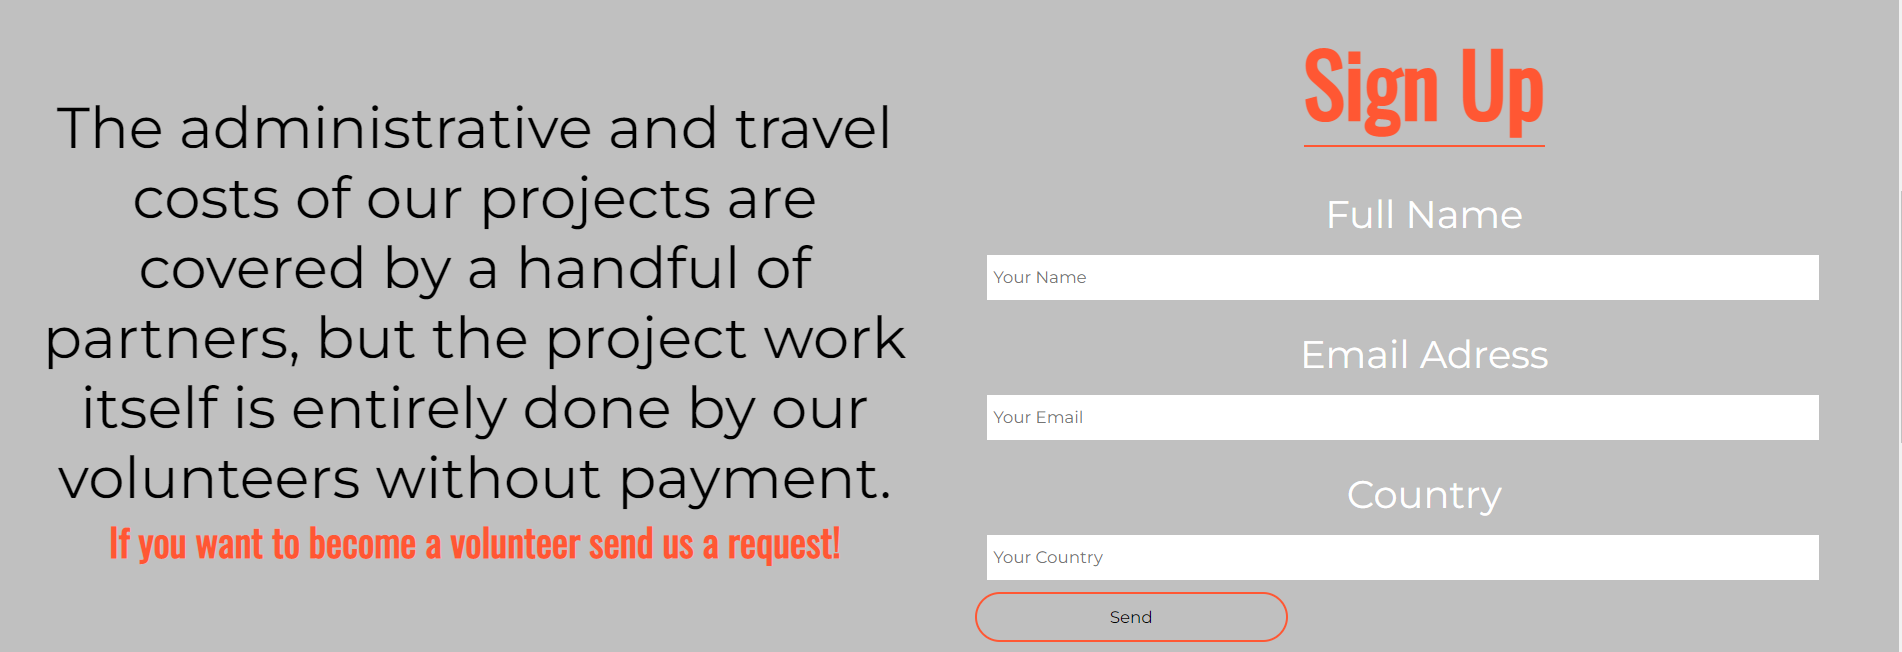 The administrative and travel
costs of our projects are
covered by a handful of
partners, but the project work
itself is entirely done by our
volunteers without payment.
If you want to become a volunteer send us a request!
Sign Up
Full Name
Your Name
Email Adress
Your Email
Country
Your Country
Send